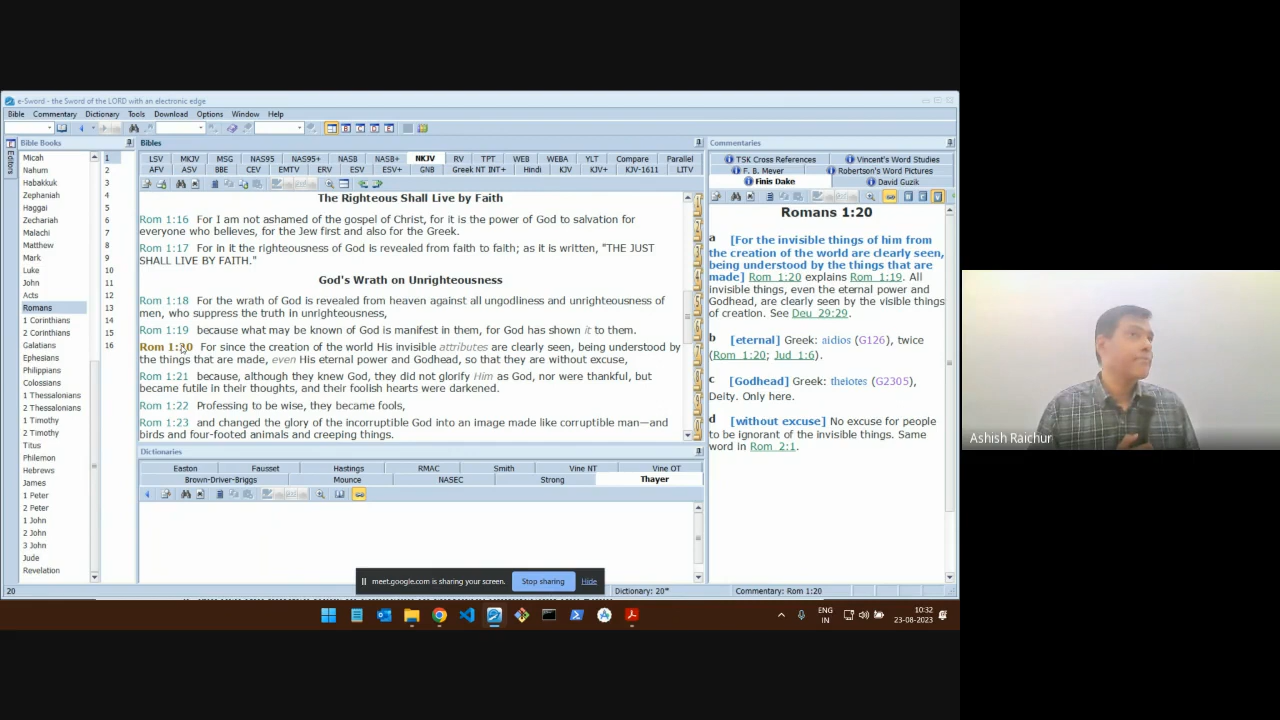 e-Sword - the Sword of the LORD with an electronic edge
Bible Commentary Dictionary Tools Download Options Window Help
Editors
Bible Books
Micah
Nahum
Habakkuk
Zephaniah
Haggai
Zechariah
Malachi
Matthew
Mark
Luke
John
Acts
Romans
1 Corinthians
2 Corinthians
Galatians
Ephesians
Philippians
Colossians
1 Thessalonians
2 Thessalonians
1 Timothy
2 Timothy
Titus
Philemon
Hebrews
James
1 Peter
2 Peter
1 John
2 John
3 John
Jude
Revelation
1
2
3
4
5
6
7
8
9
10
11
12
13
14
15
16
Bibles
LSV MKJV MSG NAS95 NAS95+ NASB NASB+ NKJV RV TPT WEB WEBA YLT Compare Parallel
AFV ASV BBE CEV EMTV ERV ESV ESV+ GNB Greek NT INT+ Hindi KJV KJV+ KJV-1611 LITV
The Righteous Shall Live by Faith
Rom 1:16 For I am not ashamed of the gospel of Christ, for it is the power of God to salvation for
everyone who believes, for the Jew first and also for the Greek.
Rom 1:17 For in it the righteousness of God is revealed from faith to faith; as it is written, "THE JUST
SHALL LIVE BY FAITH."
God's Wrath on Unrighteousness
Rom 1:18 For the wrath of God is revealed from heaven against all ungodliness and unrighteousness of
men, who suppress the truth in unrighteousness,
Rom 1:19 because what may be known of God is manifest in them, for God has shown it to them.
Rom 1:20 For since the creation of the world His invisible attributes are clearly seen, being understood by
the things that are made, even His eternal power and Godhead, so that they are without excuse,
Rom 1:21 because, although they knew God, they did not glorify Him as God, nor were thankful, but
became futile in their thoughts, and their foolish hearts were darkened.
Rom 1:22 Professing to be wise, they became fools,
Rom 1:23 and changed the glory of the incorruptible God into an image made like corruptible man—and
birds and four-footed animals and creeping things.
Dictionaries
Easton Fausset Hastings RMAC Smith Vine NT Vine OT
Brown-Driver-Briggs Mounce NASEC Strong Thayer
Commentaries
TSK Cross References Vincent's Word Studies
F. B. Meyer Robertson's Word Pictures
Finis Dake David Guzik
Romans 1:20
a [For the invisible things of him from
the creation of the world are clearly seen,
being understood by the things that are
made] Rom 1:20 explains Rom 1:19. All
invisible things, even the eternal power and
Godhead, are clearly seen by the visible things
of creation. See Deu 29:29.
b [eternal] Greek: aidios (G126), twice
(Rom 1:20; Jud 1:6).
c [Godhead] Greek: theiotes (G2305),
Deity. Only here.
d [without excuse] No excuse for people
to be ignorant of the invisible things. Same
word in Rom 2:1.
meet.google.com is sharing your screen. Stop sharing Hide
20 Dictionary: 20* Commentary: Rom 1:20
ENG
IN
10:32
23-08-2023
Ashish Raichur